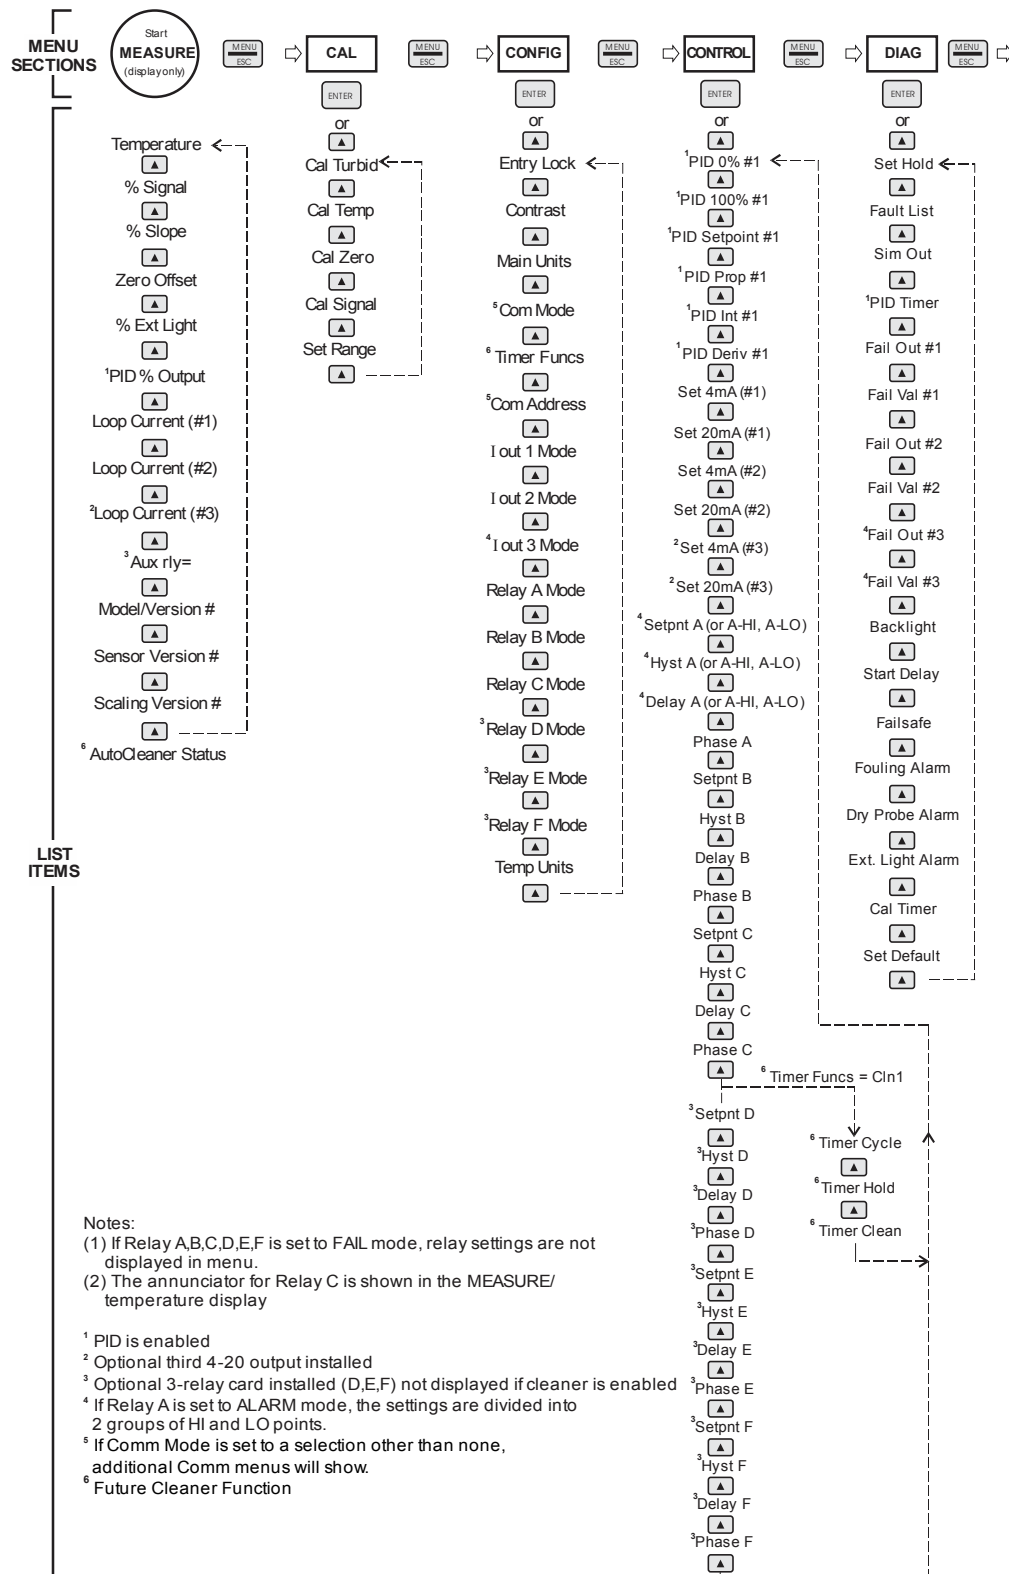 MENU
SECTIONS
Start
MEASURE
(display only)
MENU
ESC
CAL
MENU
ESC
CONFIG
MENU
ESC
CONTROL
MENU
ESC
DIAG
MENU
ESC
LIST
ITEMS
Temperature
% Signal
% Slope
Zero Offset
% Ext Light
¹PID % Output
Loop Current (#1)
Loop Current (#2)
²Loop Current (#3)
³Aux rly=
Model/Version #
Sensor Version #
Scaling Version #
⁶ AutoCleaner Status
ENTER
or
Cal Turbid
Cal Temp
Cal Zero
Cal Signal
Set Range
ENTER
or
Entry Lock
Contrast
Main Units
⁵Com Mode
⁶ Timer Funcs
⁵Com Address
I out 1 Mode
I out 2 Mode
⁴I out 3 Mode
Relay A Mode
Relay B Mode
Relay C Mode
³Relay D Mode
³Relay E Mode
³Relay F Mode
Temp Units
ENTER
or
¹PID 0% #1
¹PID 100% #1
¹PID Setpoint #1
¹PID Prop #1
¹PID Int #1
¹PID Deriv #1
Set 4mA (#1)
Set 20mA (#1)
Set 4mA (#2)
Set 20mA (#2)
²Set 4mA (#3)
²Set 20mA (#3)
⁴Setpnt A (or A-HI, A-LO)
⁴Hyst A (or A-HI, A-LO)
⁴Delay A (or A-HI, A-LO)
Phase A
Setpnt B
Hyst B
Delay B
Phase B
Setpnt C
Hyst C
Delay C
Phase C
³Setpnt D
³Hyst D
³Delay D
³Phase D
³Setpnt E
³Hyst E
³Delay E
³Phase E
³Setpnt F
³Hyst F
³Delay F
³Phase F
⁶ Timer Funcs = Cln1
⁶ Timer Cycle
⁶ Timer Hold
⁶ Timer Clean
ENTER
or
Set Hold
Fault List
Sim Out
¹PID Timer
Fail Out #1
Fail Val #1
Fail Out #2
Fail Val #2
⁴Fail Out #3
⁴Fail Val #3
Backlight
Start Delay
Failsafe
Fouling Alarm
Dry Probe Alarm
Ext. Light Alarm
Cal Timer
Set Default
Notes:
(1) If Relay A,B,C,D,E,F is set to FAIL mode, relay settings are not
displayed in menu.
(2) The annunciator for Relay C is shown in the MEASURE/
temperature display
¹ PID is enabled
² Optional third 4-20 output installed
³ Optional 3-relay card installed (D,E,F) not displayed if cleaner is enabled
⁴ If Relay A is set to ALARM mode, the settings are divided into
2 groups of HI and LO points.
⁵ If Comm Mode is set to a selection other than none,
additional Comm menus will show.
⁶ Future Cleaner Function